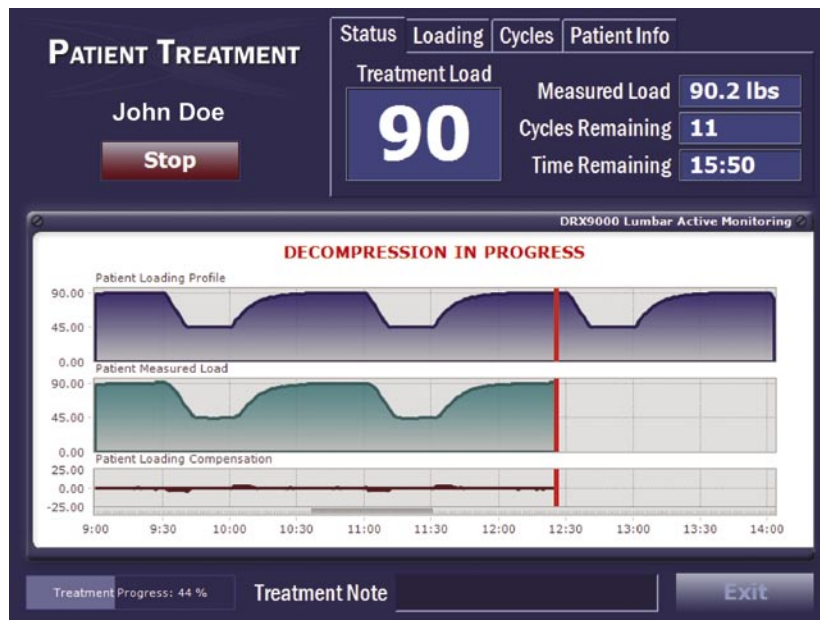 PATIENT TREATMENT
John Doe
Stop
Status Loading Cycles Patient Info
Treatment Load
90
Measured Load 90.2 lbs
Cycles Remaining 11
Time Remaining 15:50
DRX9000 Lumbar Active Monitoring
DECOMPRESSION IN PROGRESS
Patient Loading Profile
90.00
45.00
0.00
Patient Measured Load
90.00
45.00
0.00
Patient Loading Compensation
25.00
0.00
-25.00
9:00 9:30 10:00 10:30 11:00 11:30 12:00 12:30 13:00 13:30 14:00
Treatment Progress: 44 %
Treatment Note
Exit